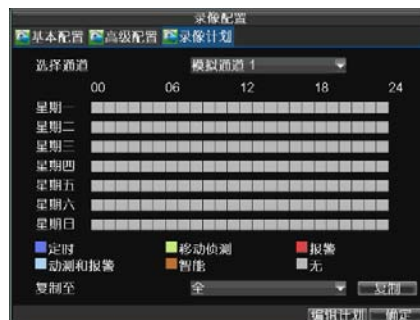 录像配置
基本配置 高级配置 录像计划
选择通道 模拟通道 1
00 06 12 18 24
星期一
星期二
星期三
星期四
星期五
星期六
星期日
定时 移动侦测 报警
动测和报警 智能 无
复制至 全 复制
编辑计划 确定